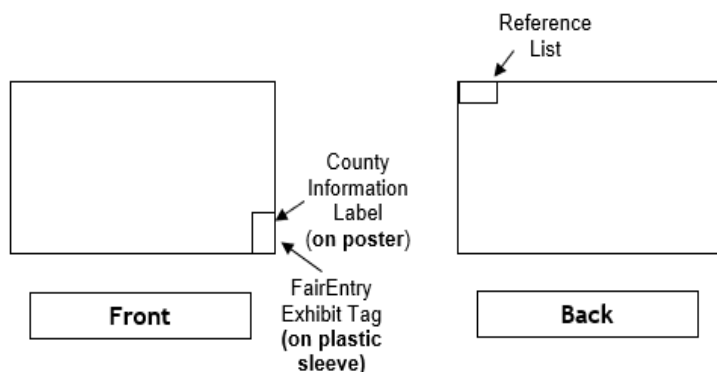 Reference
List
County
Information
Label
(on poster)
FairEntry
Exhibit Tag
(on plastic
sleeve)
Front
Back